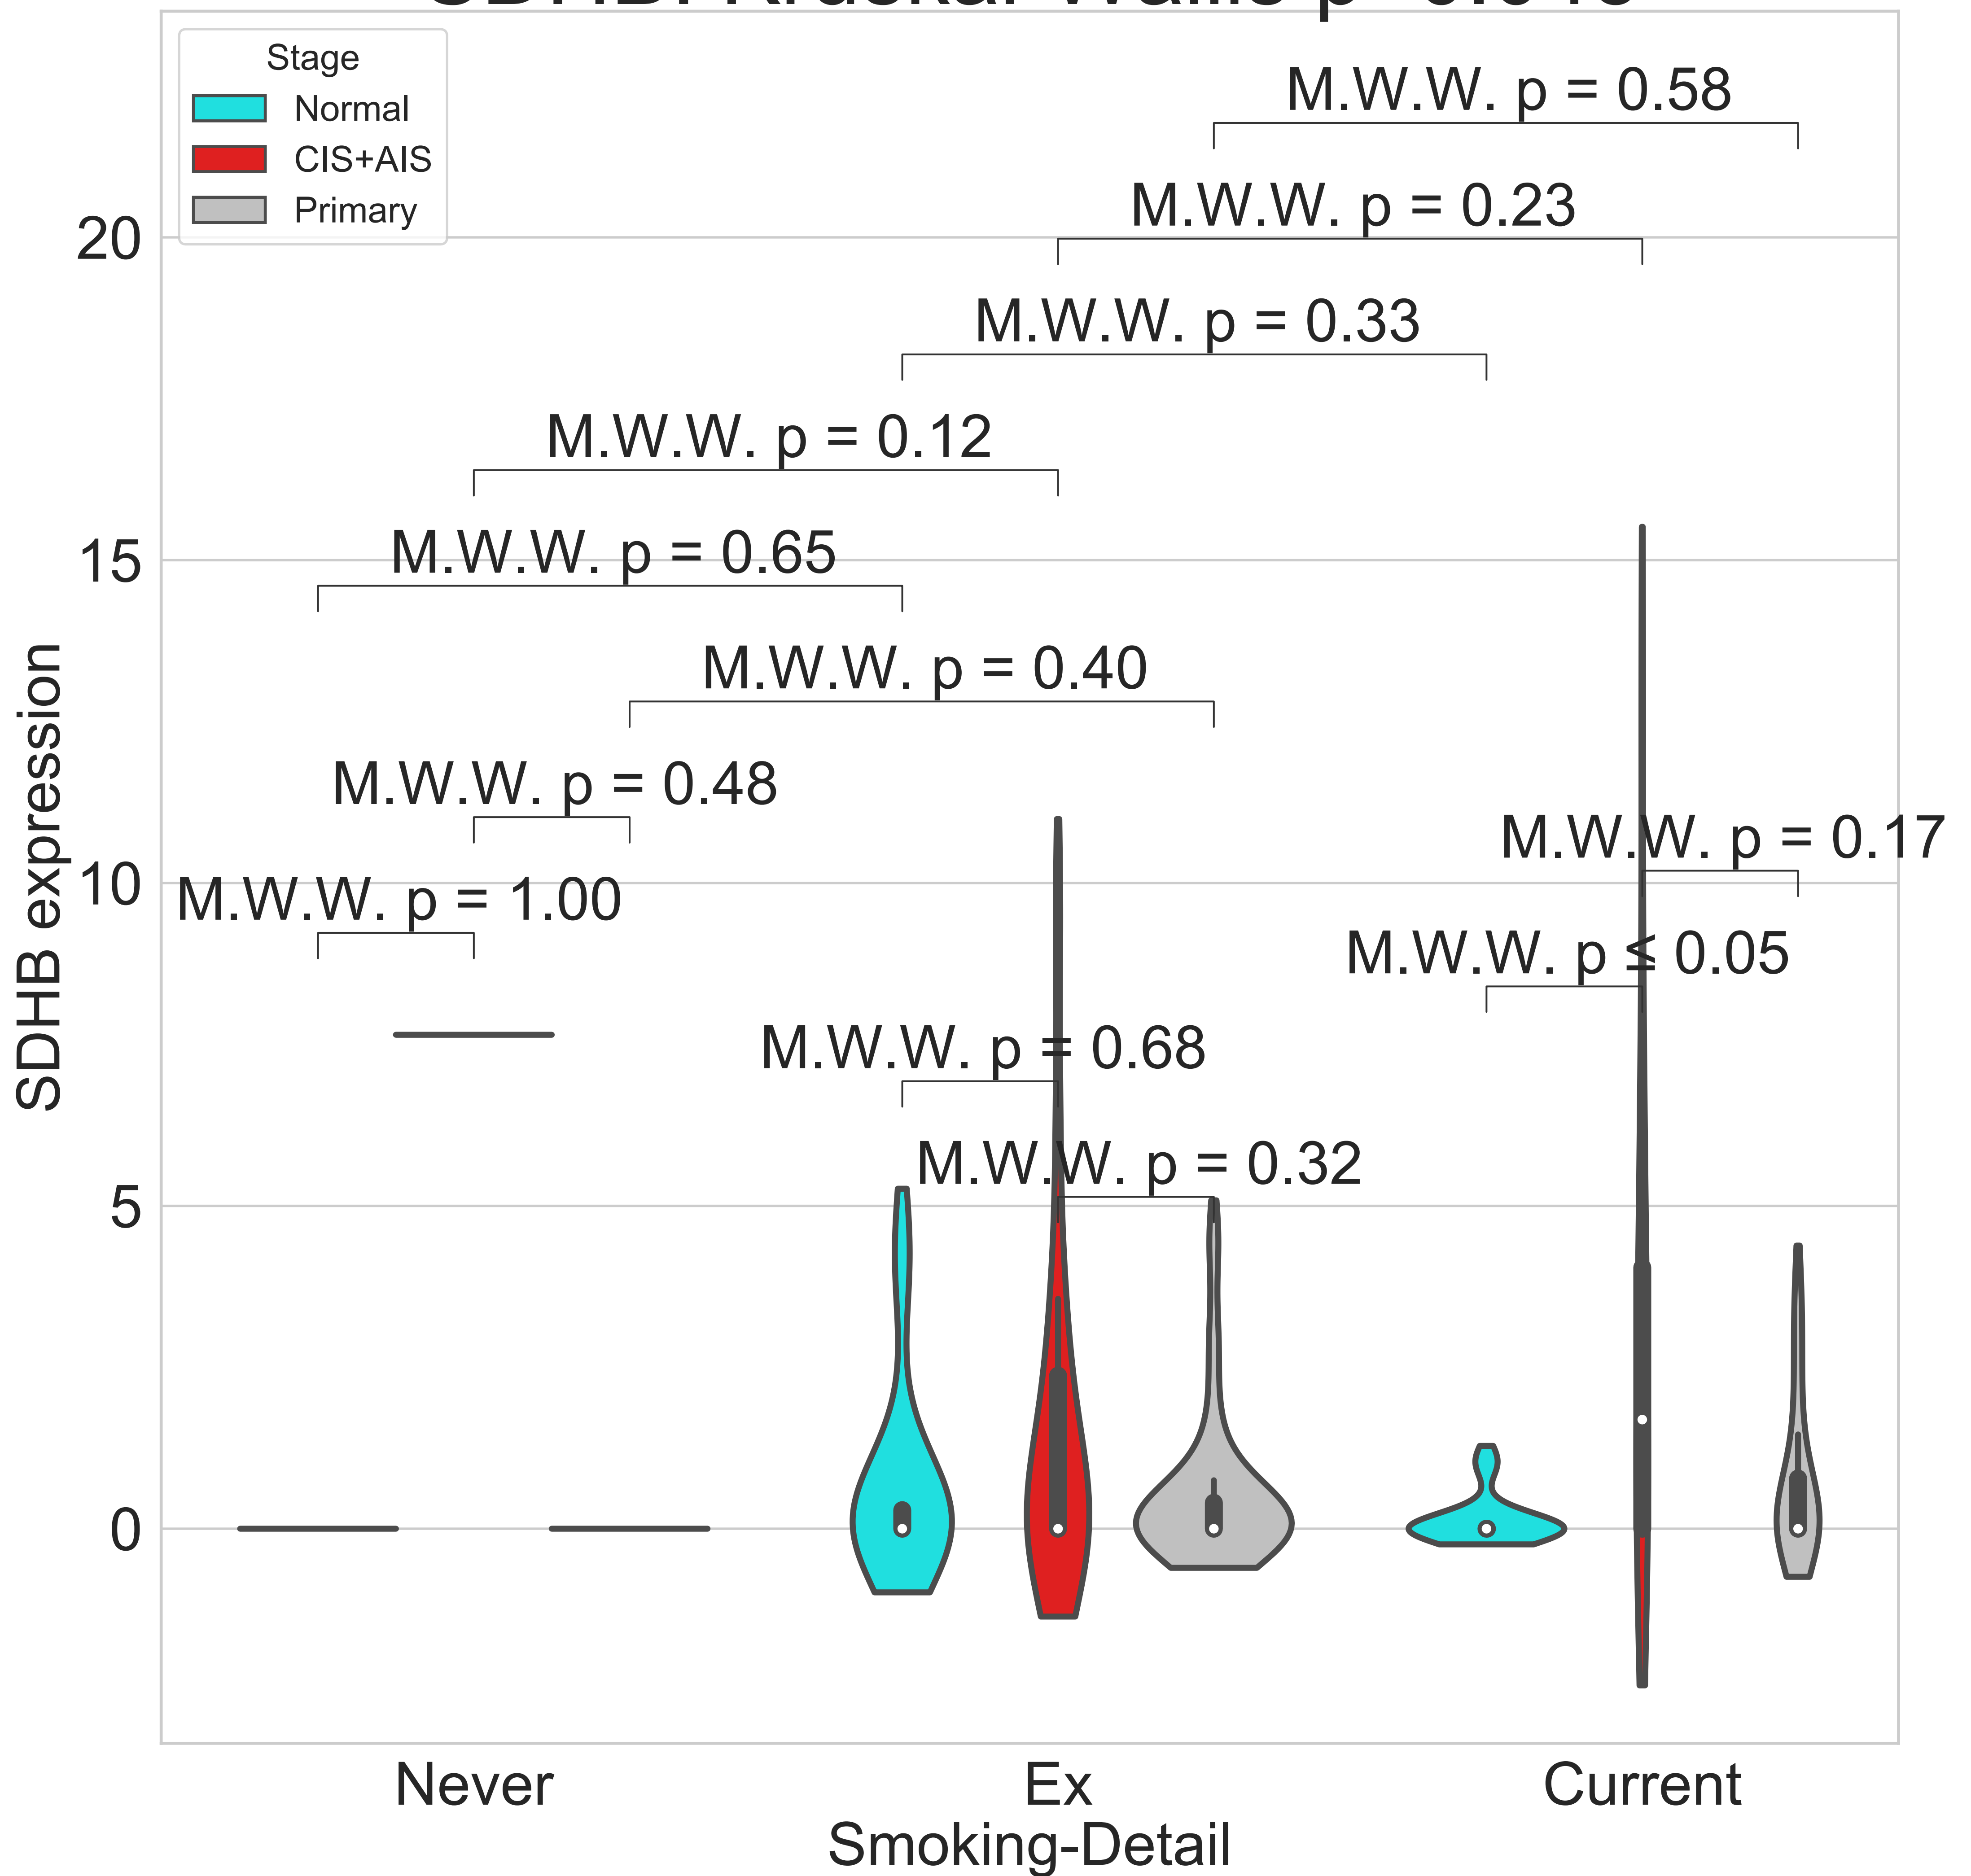 Stage
Normal
CIS+AIS
Primary
M.W.W. p = 0.58
M.W.W. p = 0.23
M.W.W. p = 0.33
M.W.W. p = 0.12
M.W.W. p = 0.65
M.W.W. p = 0.40
M.W.W. p = 0.48
M.W.W. p = 0.17
M.W.W. p = 1.00
M.W.W. p ≤ 0.05
M.W.W. p = 0.68
M.W.W. p = 0.32
20
15
10
5
0
SDHB expression
Never
Ex
Current
Smoking-Detail